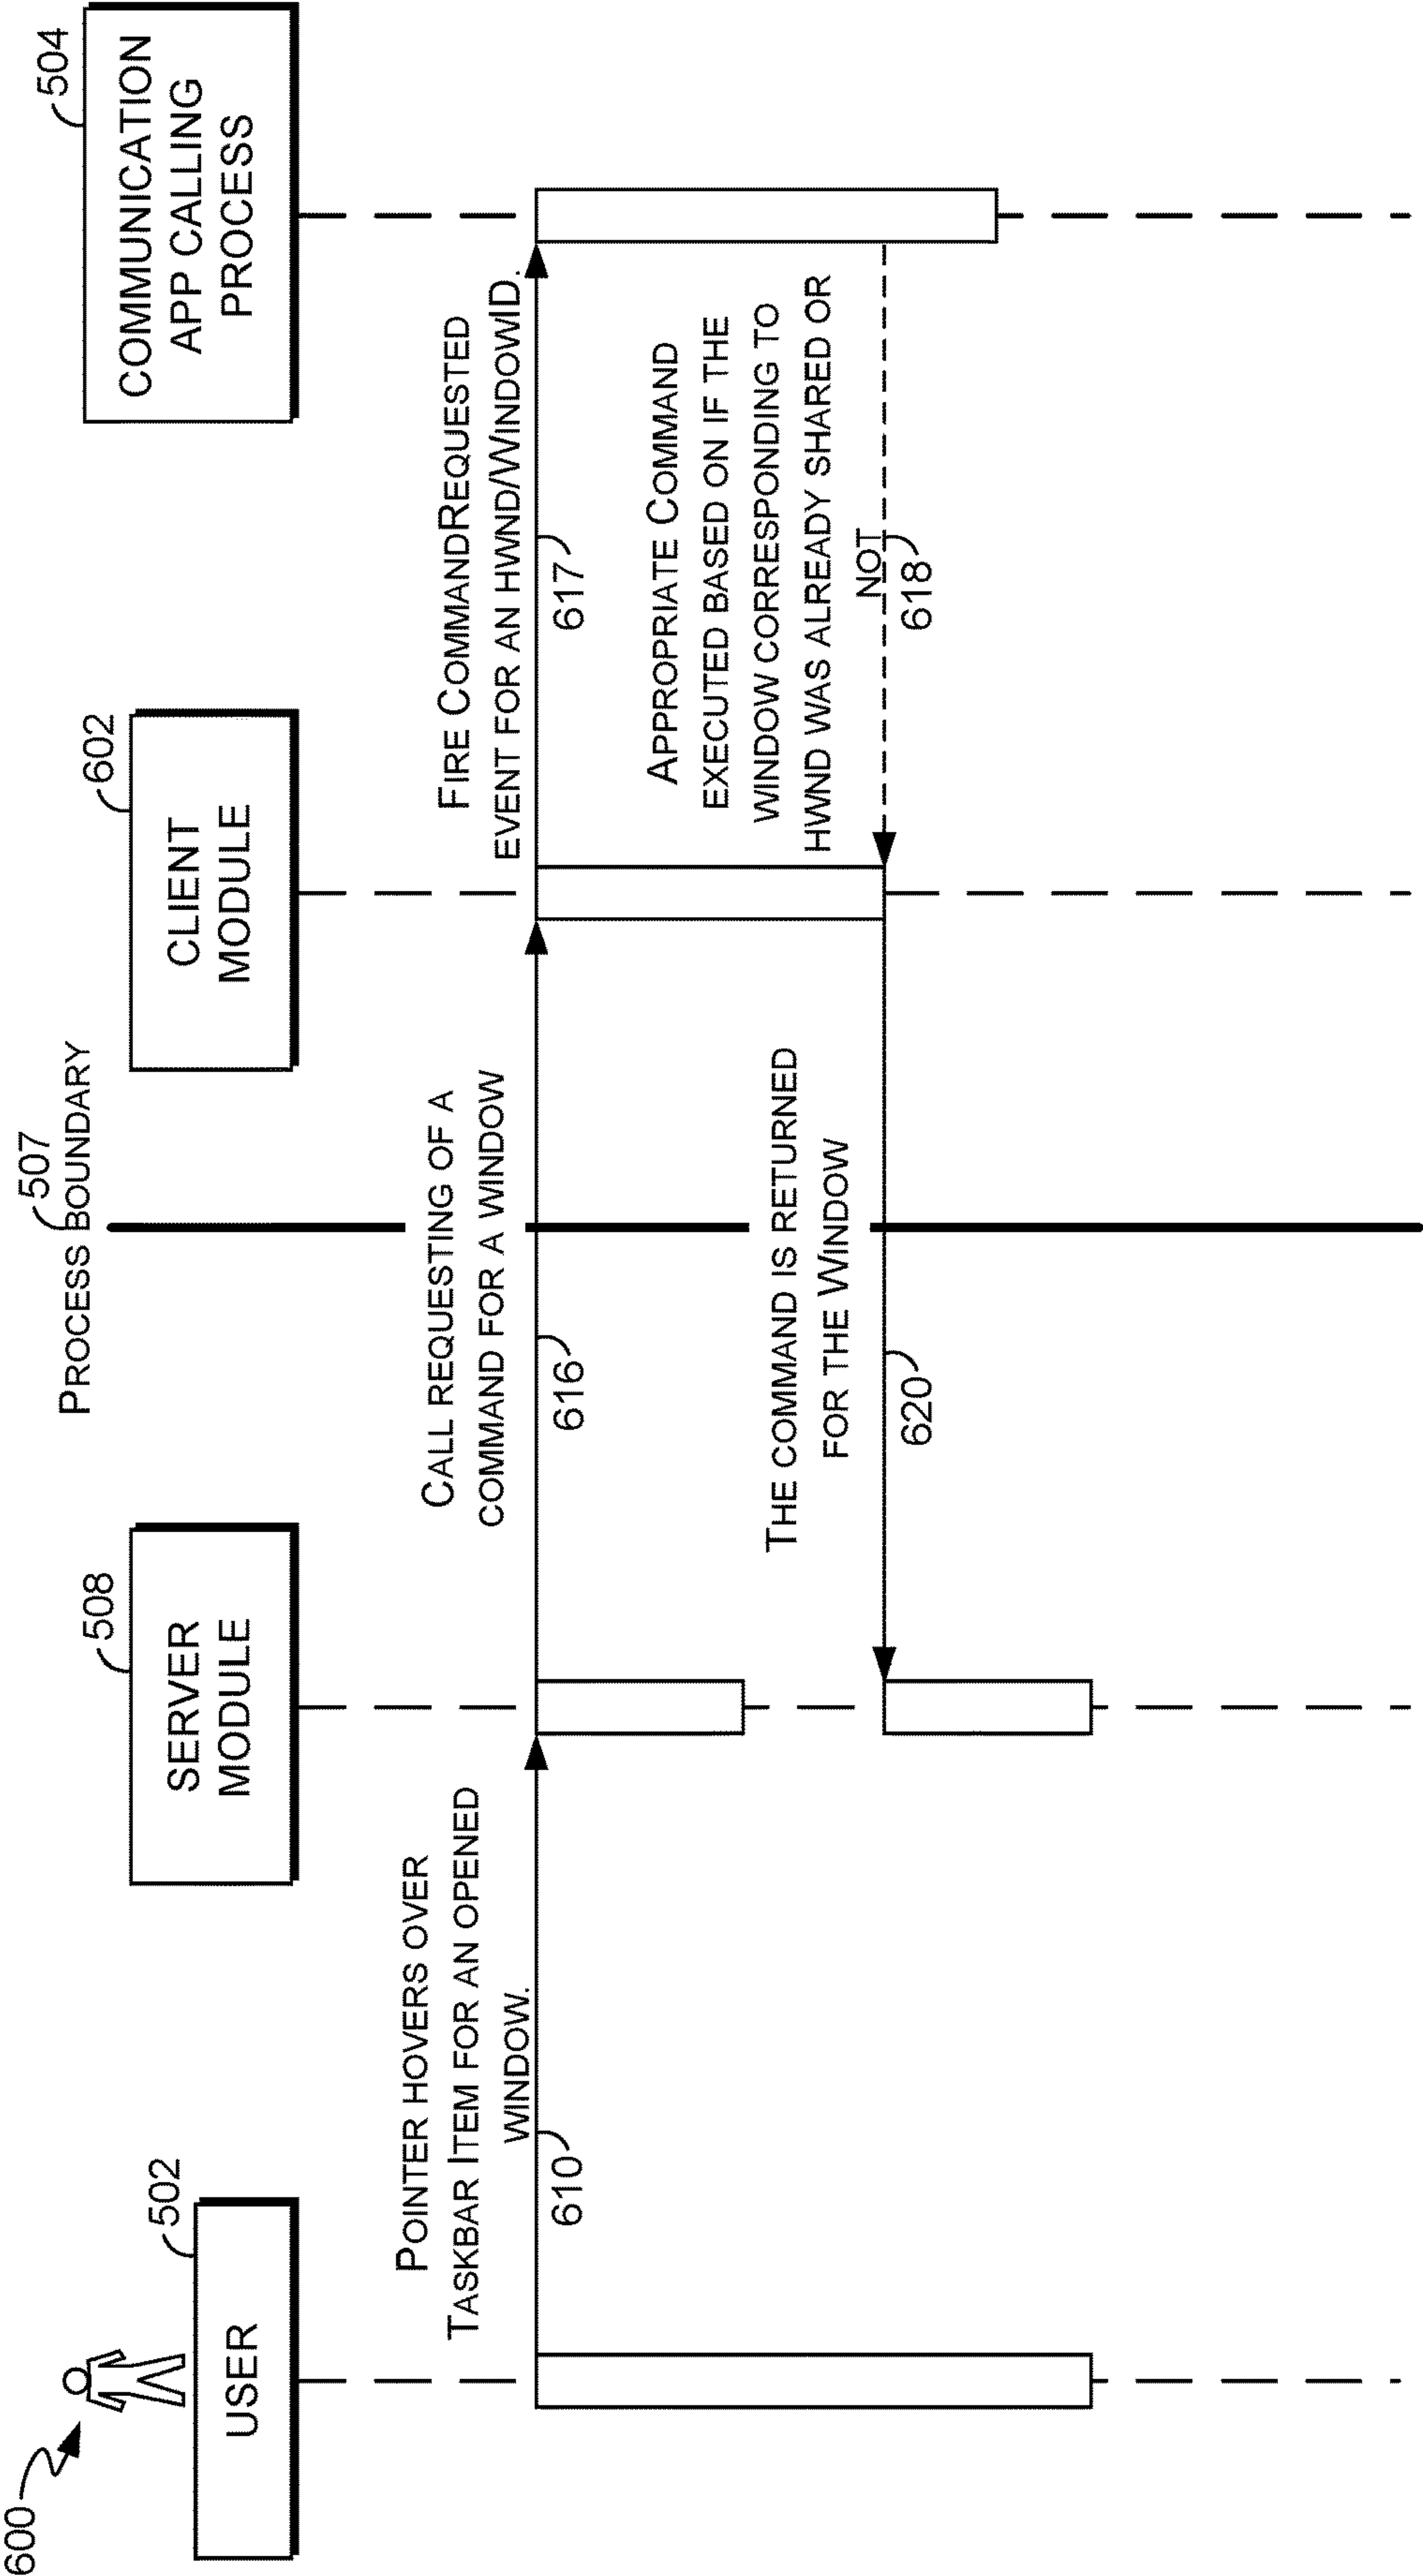 600
502
USER
508
SERVER
MODULE
507
PROCESS BOUNDARY
602
CLIENT
MODULE
504
COMMUNICATION
APP CALLING
PROCESS
POINTER HOVERS OVER
TASKBAR ITEM FOR AN OPENED
WINDOW.
610
CALL REQUESTING OF A
COMMAND FOR A WINDOW
616
FIRE COMMANDREQUESTED
EVENT FOR AN HWND/WINDOWID.
617
APPROPRIATE COMMAND
EXECUTED BASED ON IF THE
WINDOW CORRESPONDING TO
HWND WAS ALREADY SHARED OR
NOT
618
THE COMMAND IS RETURNED
FOR THE WINDOW
620